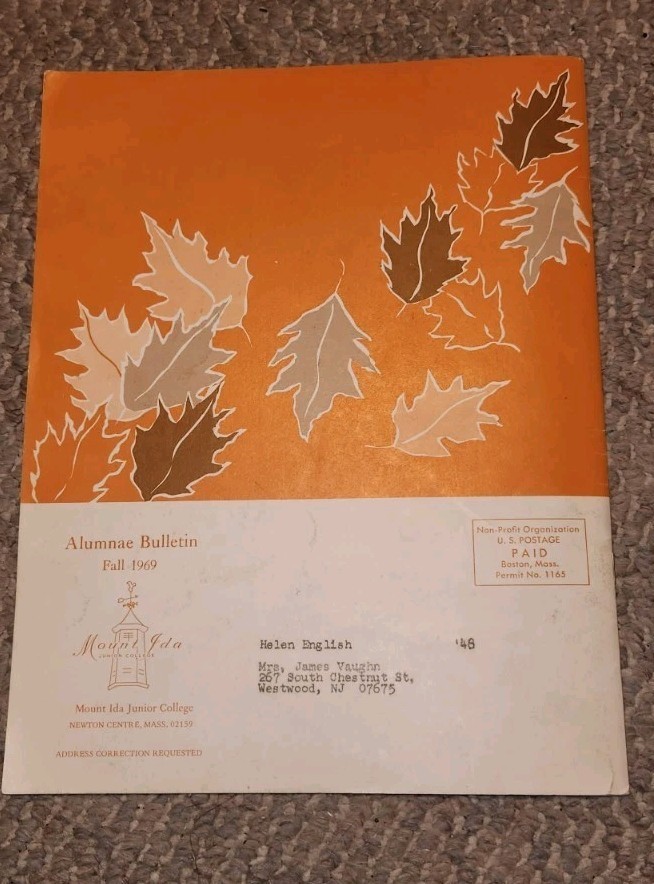 Alumnae Bulletin
Fall 1969
Mount Ida
JUNIOR COLLEGE
Mount Ida Junior College
NEWTON CENTRE, MASS. 02159
ADDRESS CORRECTION REQUESTED
Non-Profit Organization
U. S. POSTAGE
PAID
Boston, Mass.
Permit No. 1165
Helen English '48
Mrs. James Vaughn
267 South Chestnut St.
Westwood, NJ 07675